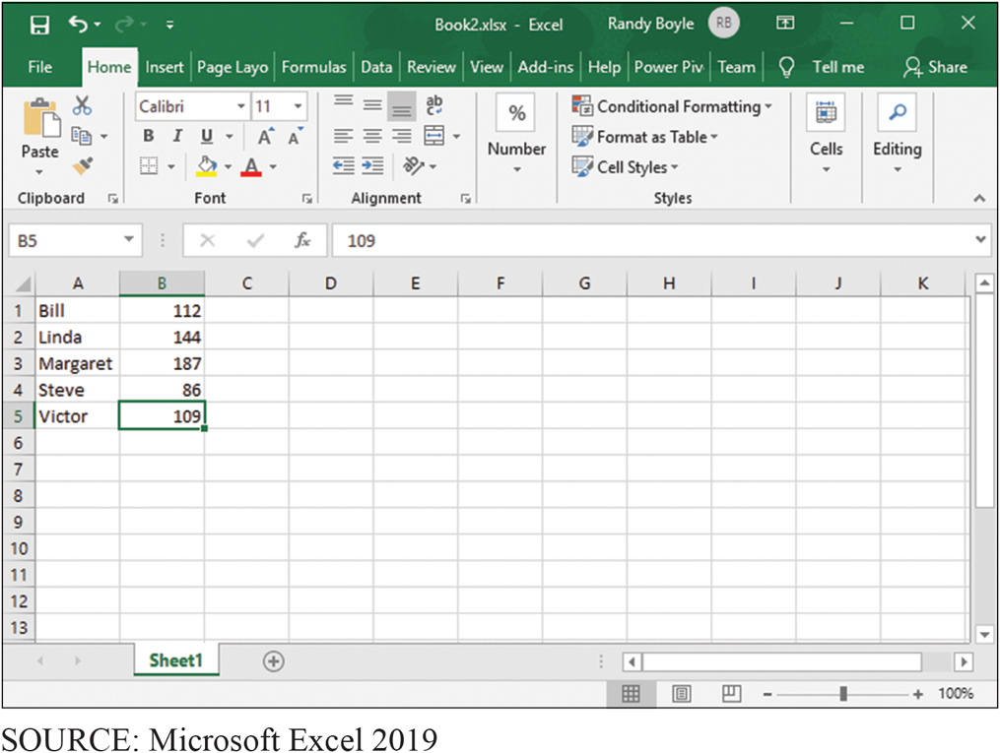 Book2.xlsx - Excel Randy Boyle RB
File Home Insert Page Layo Formulas Data Review View Add-ins Help Power Piv Team Tell me Share
Calibri 11 ab % Conditional Formatting
B I U A A c Format as Table
Paste Number Cells Editing
A ab Cell Styles
Clipboard Font Alignment Styles
B5 fx 109
A B C D E F G H I J K
1 Bill 112
2 Linda 144
3 Margaret 187
4 Steve 86
5 Victor 109
6
7
8
9
10
11
12
13
Sheet1
100%
SOURCE: Microsoft Excel 2019